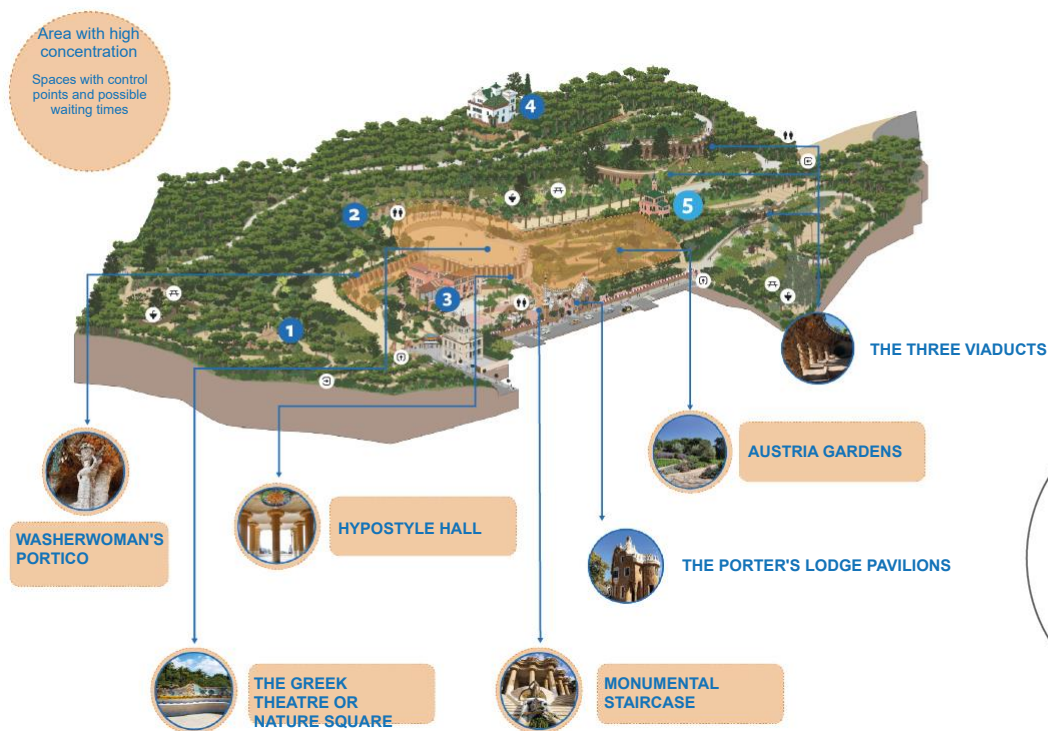 Area with high
concentration
Spaces with control
points and possible
waiting times
4
2
5
3
1
THE THREE VIADUCTS
AUSTRIA GARDENS
HYPOSTYLE HALL
WASHERWOMAN'S
PORTICO
THE PORTER'S LODGE PAVILIONS
THE GREEK
THEATRE OR
NATURE SQUARE
MONUMENTAL
STAIRCASE